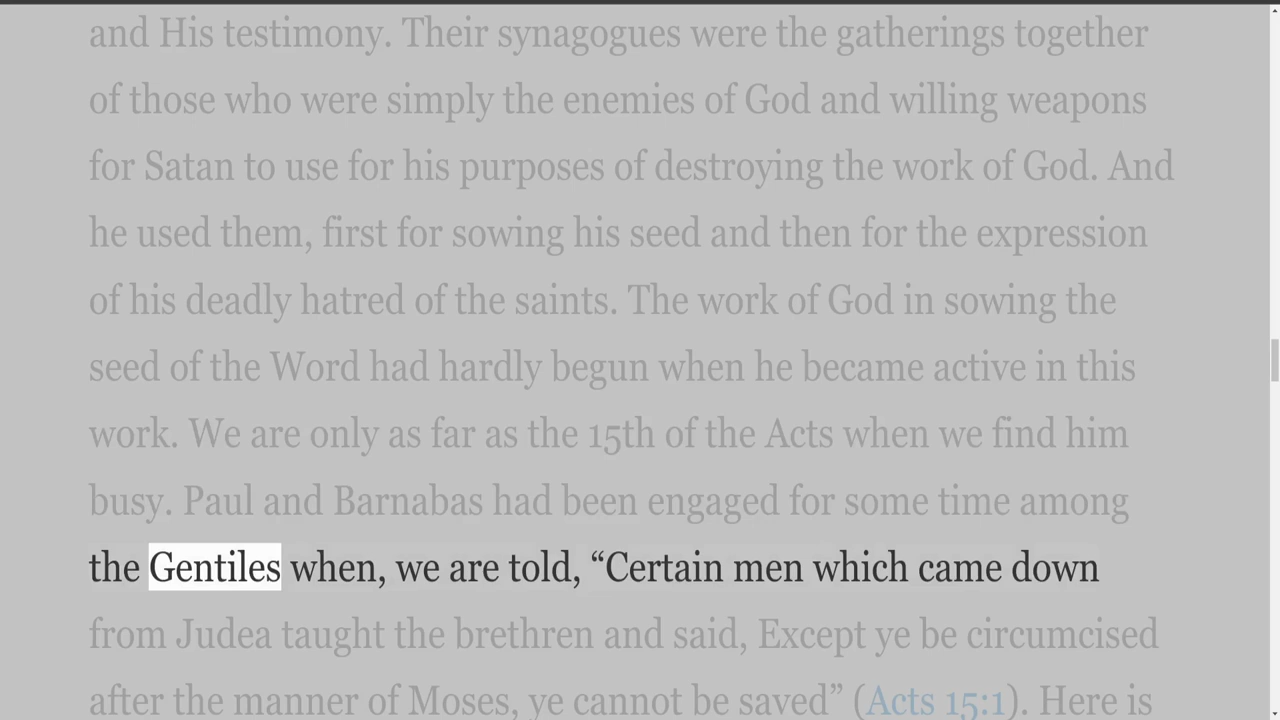 and His testimony. Their synagogues were the gatherings together
of those who were simply the enemies of God and willing weapons
for Satan to use for his purposes of destroying the work of God. And
he used them, first for sowing his seed and then for the expression
of his deadly hatred of the saints. The work of God in sowing the
seed of the Word had hardly begun when he became active in this
work. We are only as far as the 15th of the Acts when we find him
busy. Paul and Barnabas had been engaged for some time among
the Gentiles when, we are told, “Certain men which came down
from Judea taught the brethren and said, Except ye be circumcised
after the manner of Moses, ye cannot be saved” (Acts 15:1). Here is